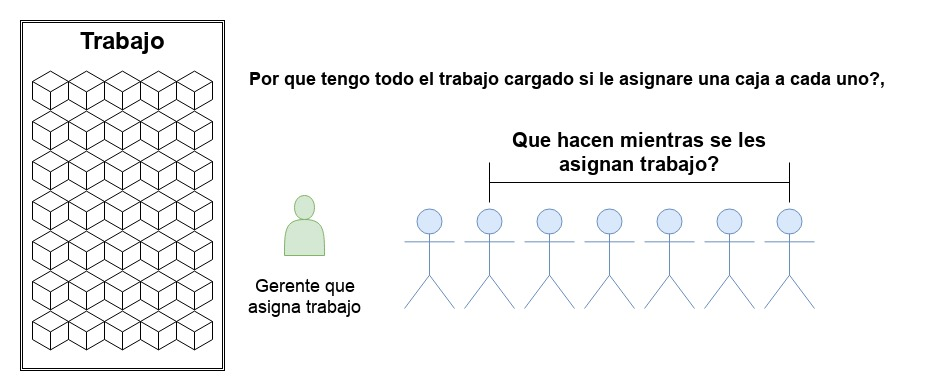 Trabajo
Por que tengo todo el trabajo cargado si le asignare una caja a cada uno?,
Que hacen mientras se les
asignan trabajo?
Gerente que
asigna trabajo